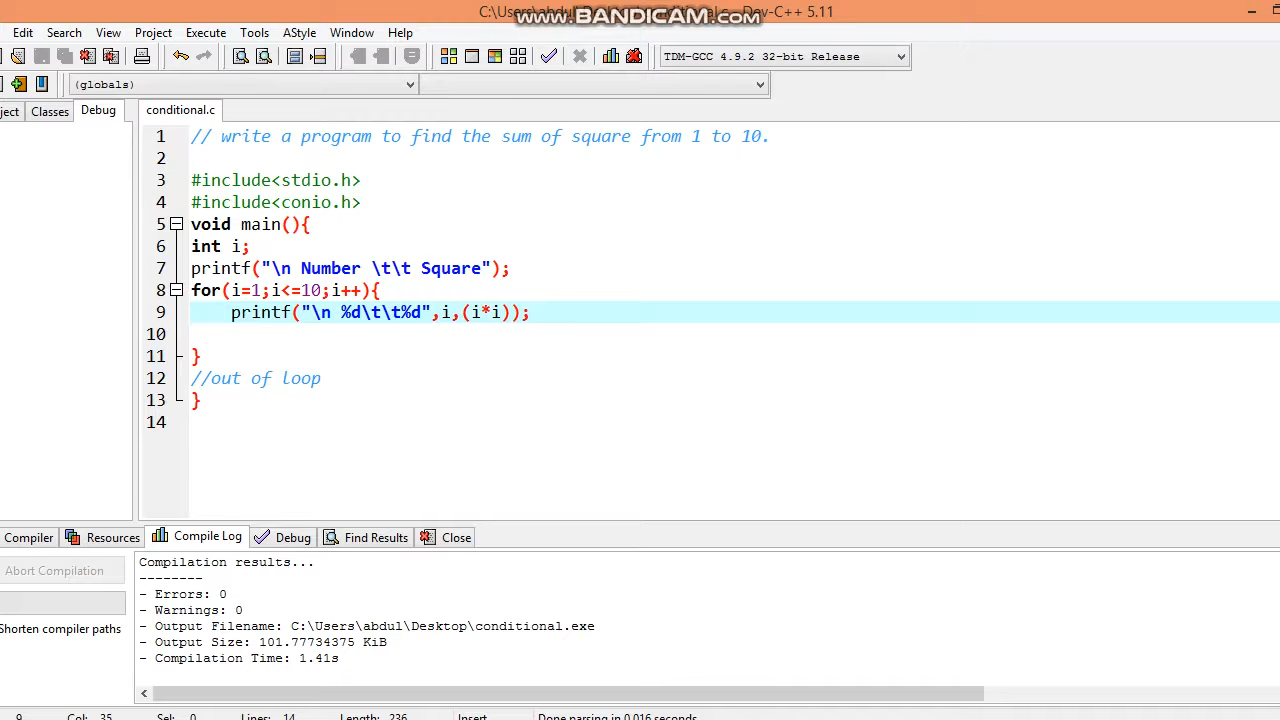 C:\Users\abdul\Des conditional.c - Dev-C++ 5.11
www.BANDICAM.com
Edit Search View Project Execute Tools AStyle Window Help
TDM-GCC 4.9.2 32-bit Release
(globals)
ject Classes Debug conditional.c
1 // write a program to find the sum of square from 1 to 10.
2
3 #include<stdio.h>
4 #include<conio.h>
5 void main(){
6 int i;
7 printf("\n Number \t\t Square");
8 for(i=1;i<=10;i++){
9 printf("\n %d\t\t%d",i,(i*i));
10
11 }
12 //out of loop
13 }
14
Compiler Resources Compile Log Debug Find Results Close
Abort Compilation
Shorten compiler paths
Compilation results...
--------
- Errors: 0
- Warnings: 0
- Output Filename: C:\Users\abdul\Desktop\conditional.exe
- Output Size: 101.77734375 KiB
- Compilation Time: 1.41s
9 Col: 35 Sel: 0 Lines: 14 Length: 236 Insert Done parsing in 0.016 seconds